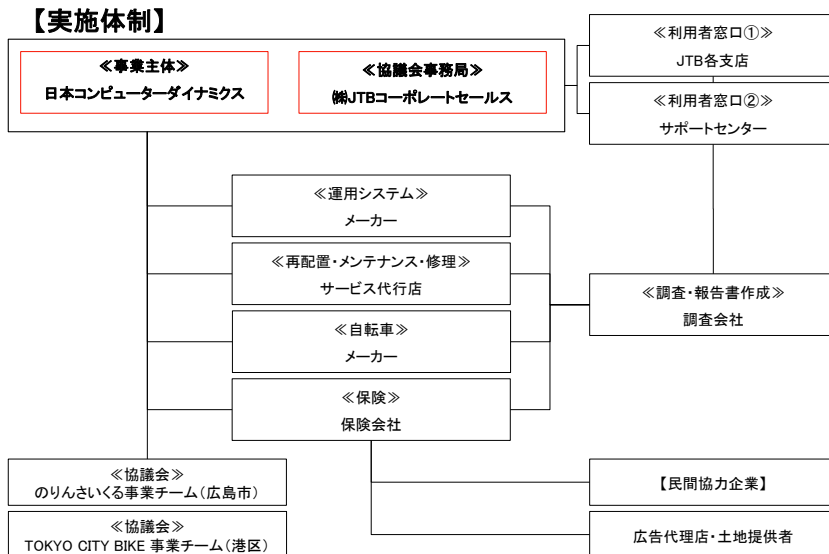 【実施体制】
≪事業主体≫
日本コンピューターダイナミクス
≪協議会事務局≫
㈱JTBコーポレートセールス
≪利用者窓口①≫
JTB各支店
≪利用者窓口②≫
サポートセンター
≪運用システム≫
メーカー
≪再配置・メンテナンス・修理≫
サービス代行店
≪自転車≫
メーカー
≪保険≫
保険会社
≪調査・報告書作成≫
調査会社
≪協議会≫
のりんさいくる事業チーム(広島市)
≪協議会≫
TOKYO CITY BIKE 事業チーム(港区)
【民間協力企業】
広告代理店・土地提供者